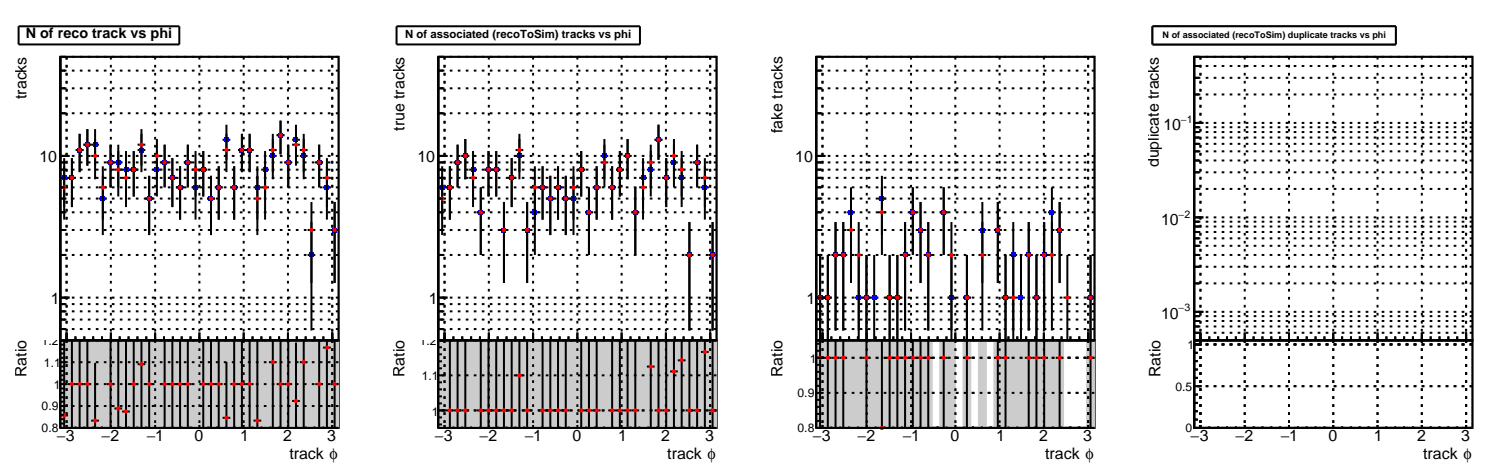 N of reco track vs phi
N of associated (recoToSim) tracks vs phi
N of associated (recoToSim) duplicate tracks vs phi
tracks
10
1
Ratio
1.2
1.1
1
0.9
0.8
−3 −2 −1 0 1 2 3
track ϕ
true tracks
10
1
Ratio
1.2
1.1
1
−3 −2 −1 0 1 2 3
track ϕ
fake tracks
10
1
Ratio
1
0.9
0.8
−3 −2 −1 0 1 2 3
track ϕ
duplicate tracks
10⁻¹
10⁻²
10⁻³
Ratio
1
0.5
0
−3 −2 −1 0 1 2 3
track ϕ